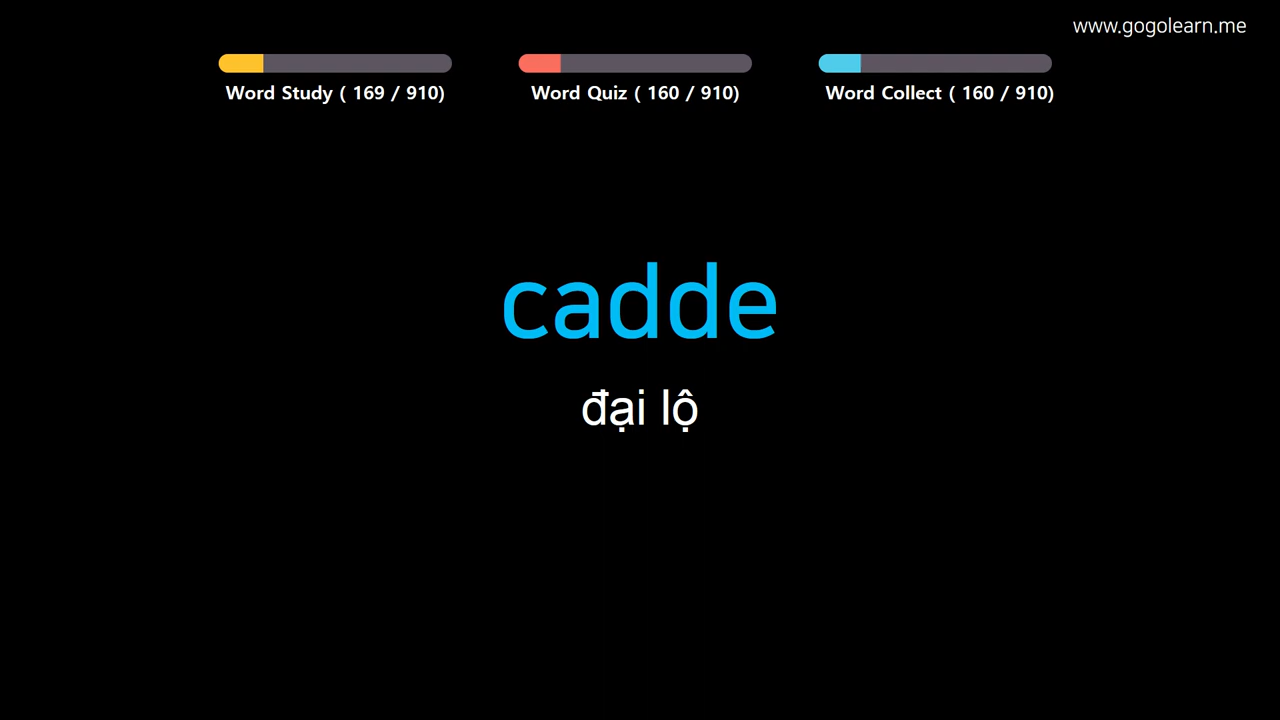 www.gogolearn.me
Word Study ( 169 / 910)
Word Quiz ( 160 / 910)
Word Collect ( 160 / 910)
cadde
đại lộ